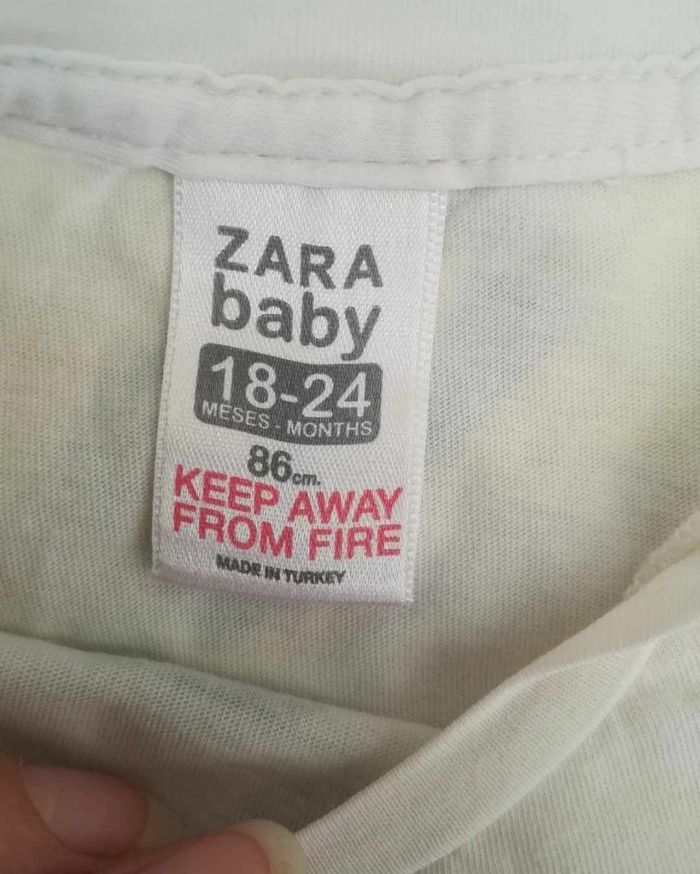 ZARA
baby
18-24
MESES - MONTHS
86cm.
KEEP AWAY
FROM FIRE
MADE IN TURKEY